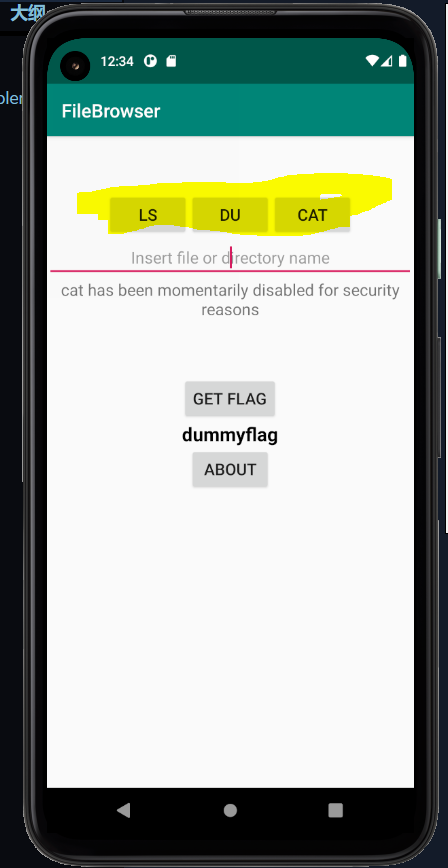 大纲
12:34
FileBrowser
LS DU CAT
Insert file or directory name
cat has been momentarily disabled for security
reasons
GET FLAG
dummyflag
ABOUT